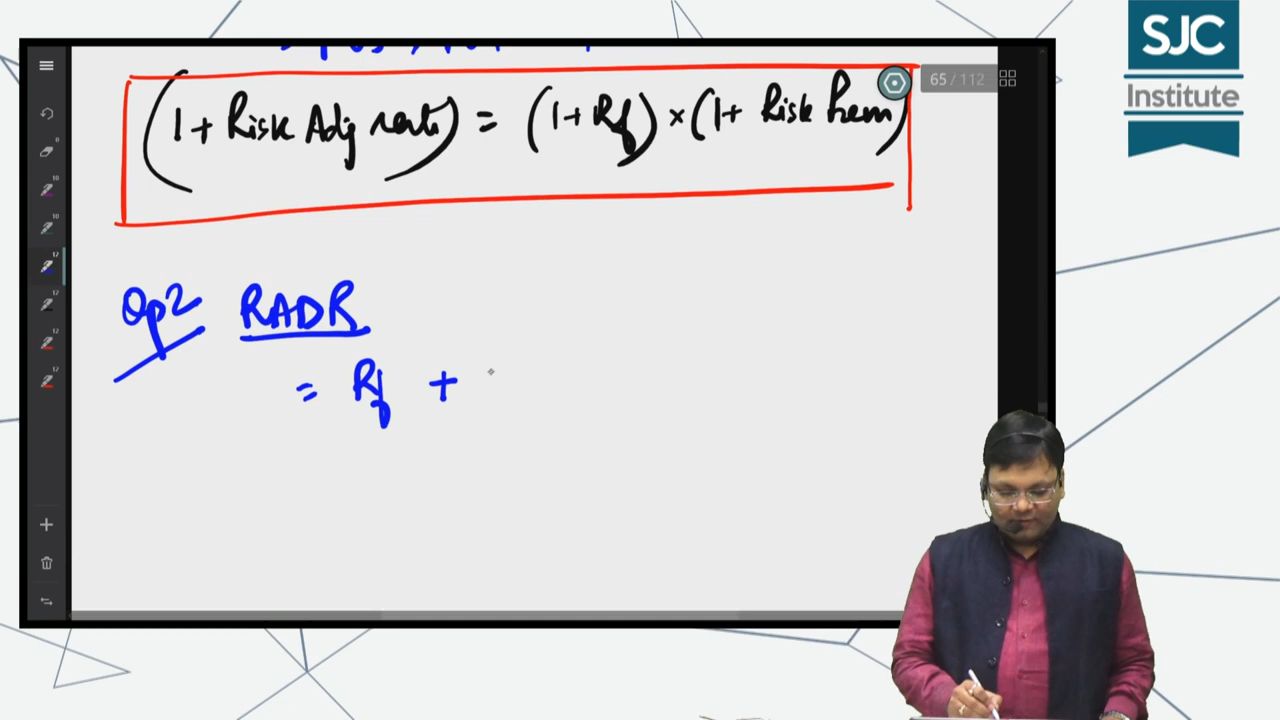 SJC
Institute
65 / 112
(1 + Risk Adj rate) = (1 + Rf) × (1 + Risk Prem)
Op2 RADR
= Rf +